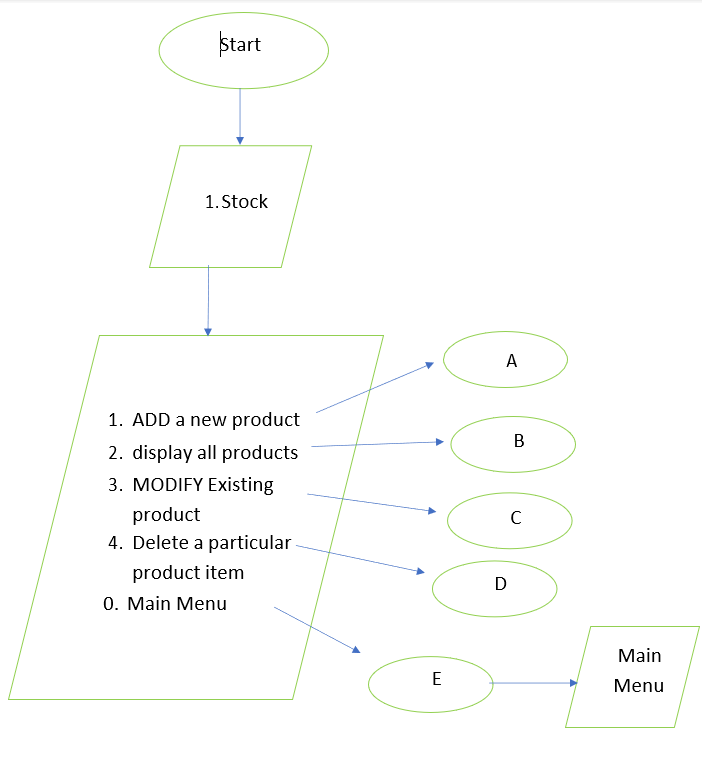 Start
1.Stock
1. ADD a new product
2. display all products
3. MODIFY Existing
product
4. Delete a particular
product item
0. Main Menu
A
B
C
D
E
Main
Menu